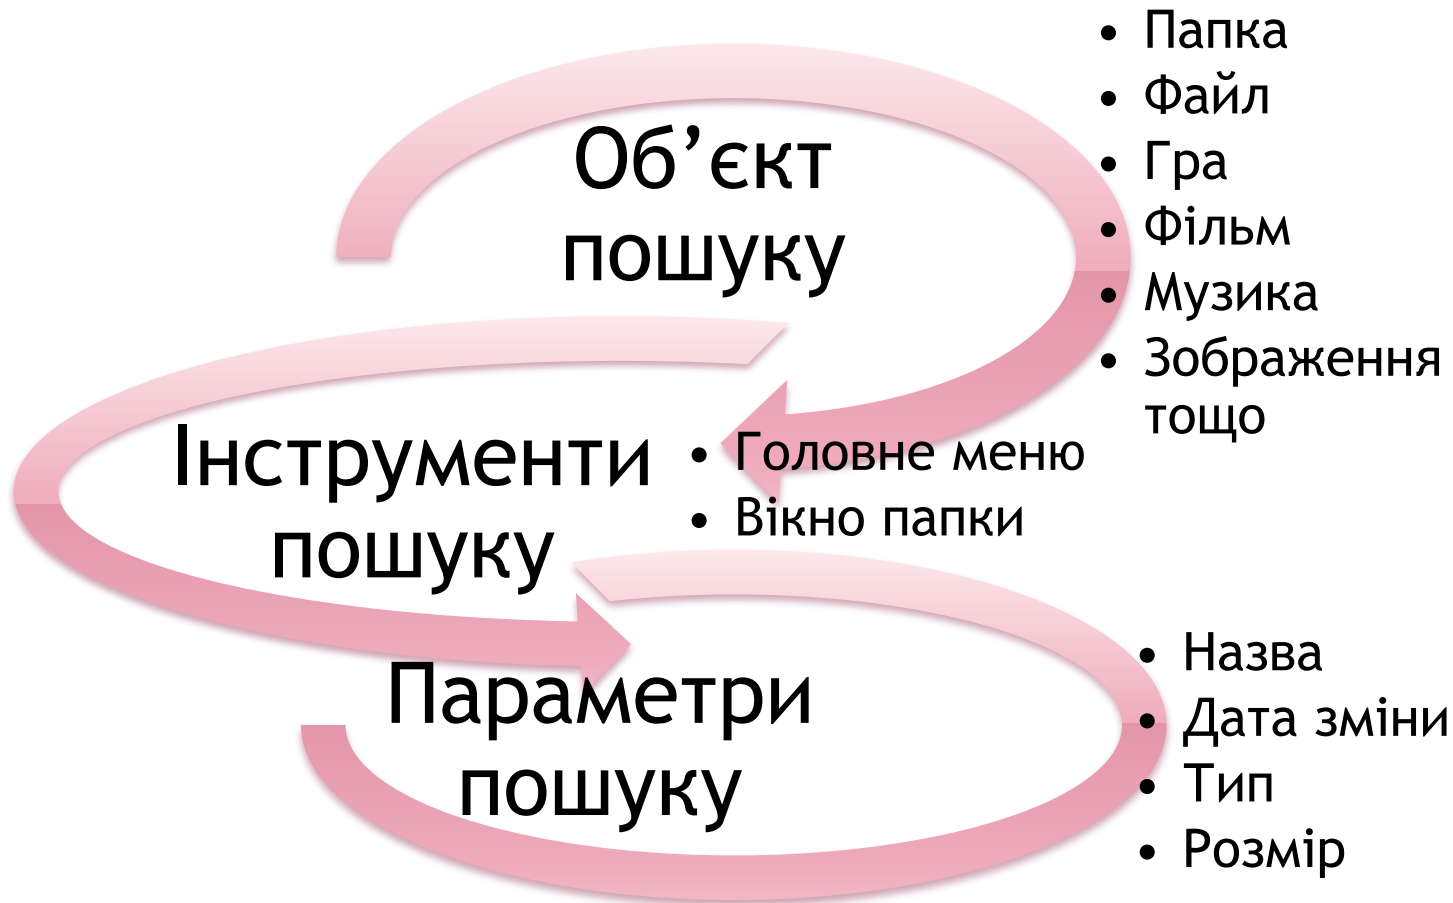 Об’єкт
пошуку
• Папка
• Файл
• Гра
• Фільм
• Музика
• Зображення
тощо
Інструменти
пошуку
• Головне меню
• Вікно папки
Параметри
пошуку
• Назва
• Дата зміни
• Тип
• Розмір